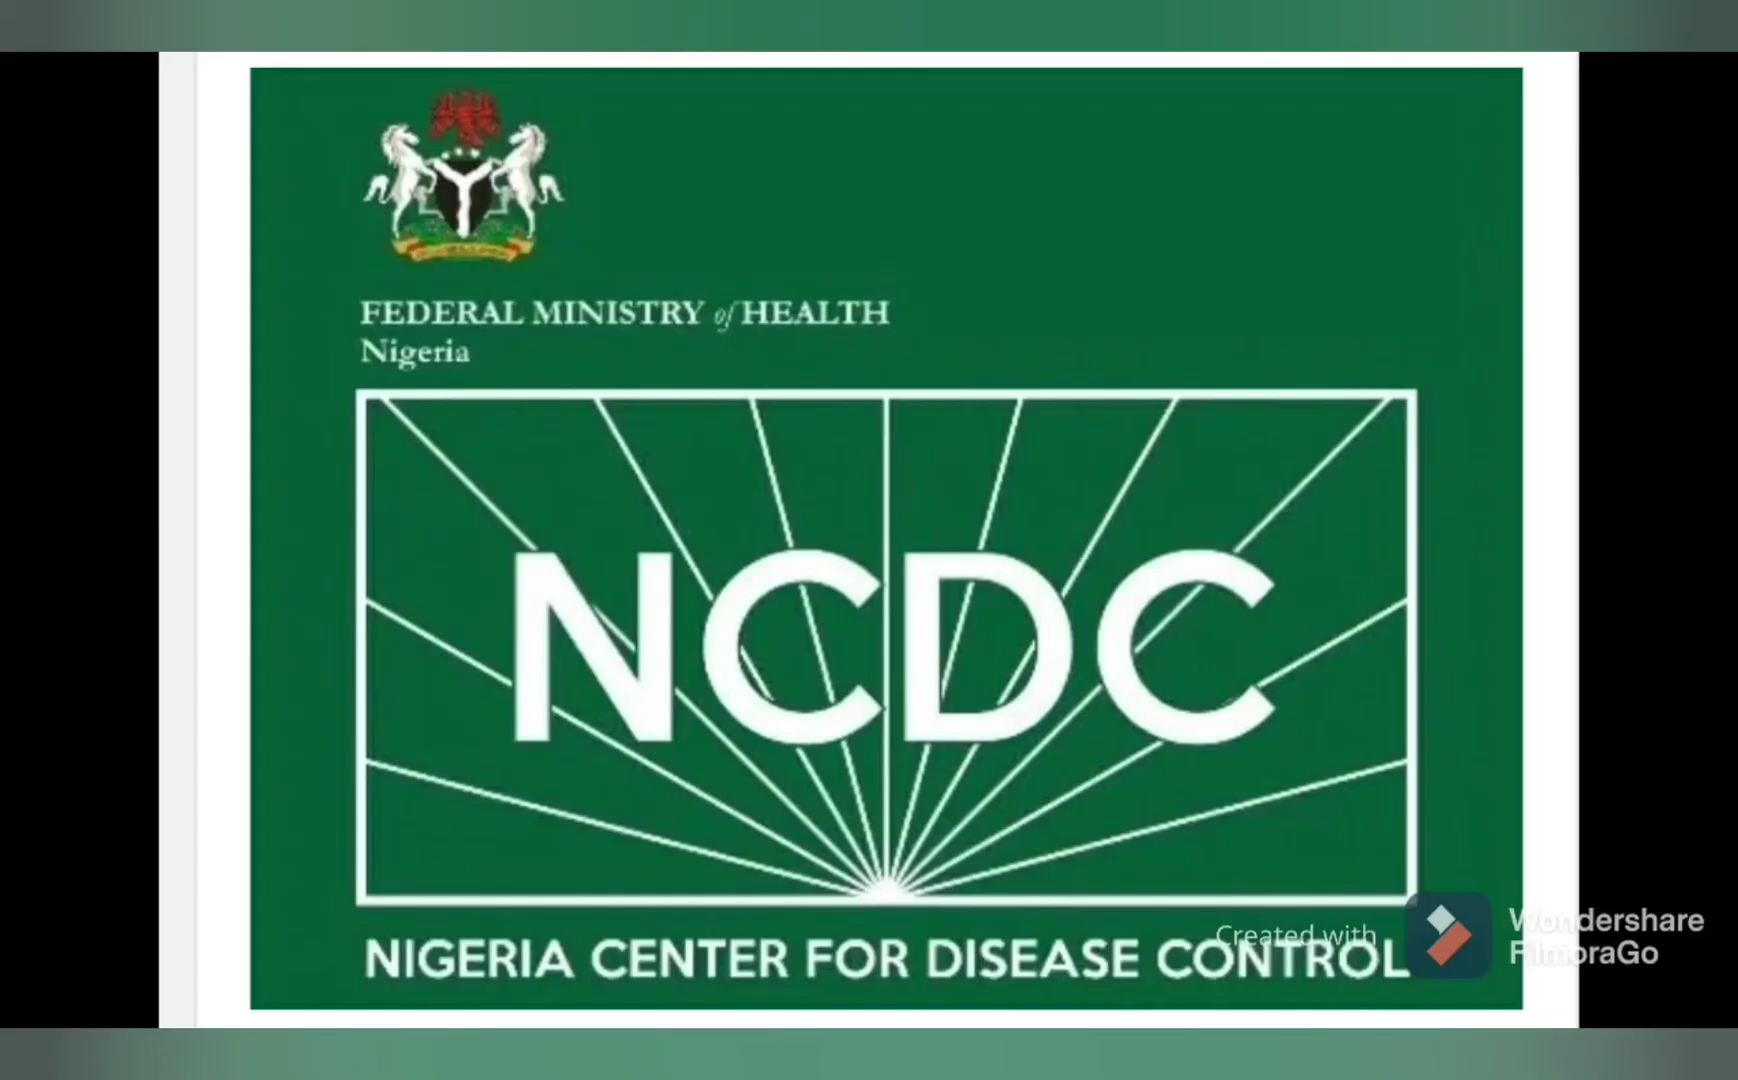 FEDERAL MINISTRY of HEALTH
Nigeria
NCDC
NIGERIA CENTER FOR DISEASE CONTROL
Created with
Wondershare
FilmoraGo